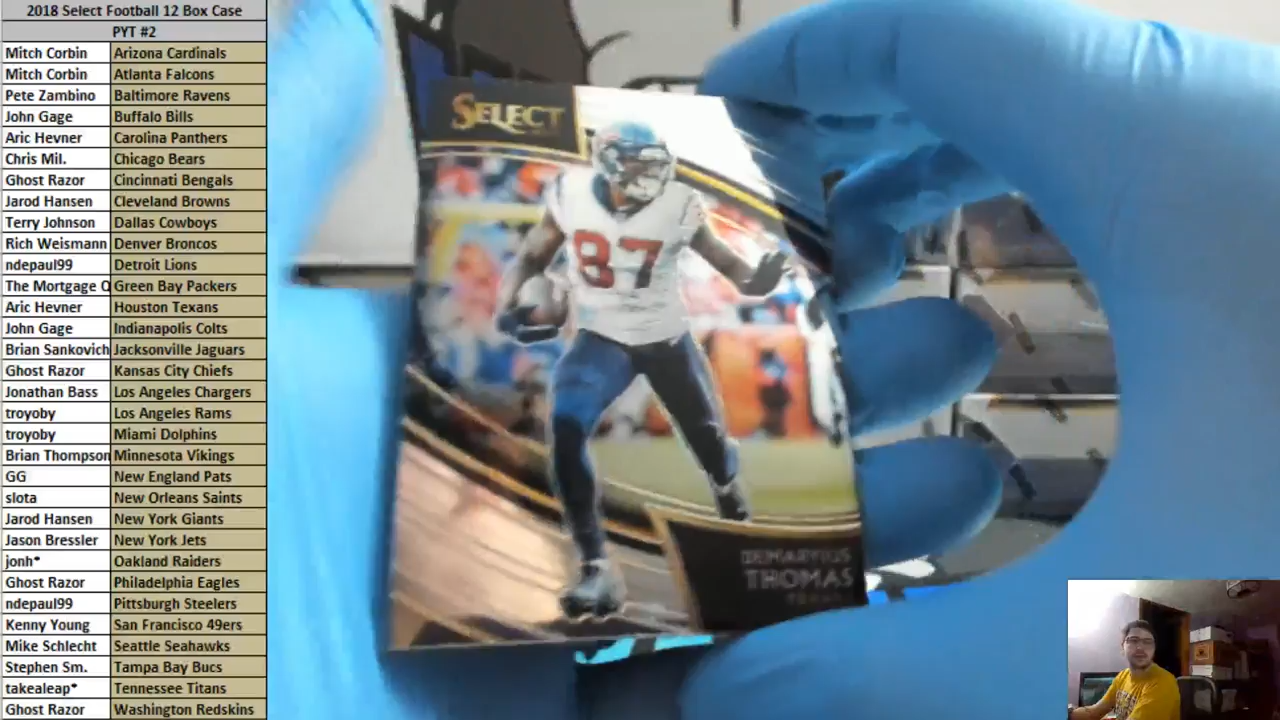 2018 Select Football 12 Box Case
PYT #2
Mitch Corbin Arizona Cardinals
Mitch Corbin Atlanta Falcons
Pete Zambino Baltimore Ravens
John Gage Buffalo Bills
Aric Hevner Carolina Panthers
Chris Mil. Chicago Bears
Ghost Razor Cincinnati Bengals
Jarod Hansen Cleveland Browns
Terry Johnson Dallas Cowboys
Rich Weismann Denver Broncos
ndepaul99 Detroit Lions
The Mortgage Q Green Bay Packers
Aric Hevner Houston Texans
John Gage Indianapolis Colts
Brian Sankovich Jacksonville Jaguars
Ghost Razor Kansas City Chiefs
Jonathan Bass Los Angeles Chargers
troyoby Los Angeles Rams
troyoby Miami Dolphins
Brian Thompson Minnesota Vikings
GG New England Pats
slota New Orleans Saints
Jarod Hansen New York Giants
Jason Bressler New York Jets
jonh* Oakland Raiders
Ghost Razor Philadelphia Eagles
ndepaul99 Pittsburgh Steelers
Kenny Young San Francisco 49ers
Mike Schlecht Seattle Seahawks
Stephen Sm. Tampa Bay Bucs
takealeap* Tennessee Titans
Ghost Razor Washington Redskins
SELECT
87
DEMARYIUS
THOMAS